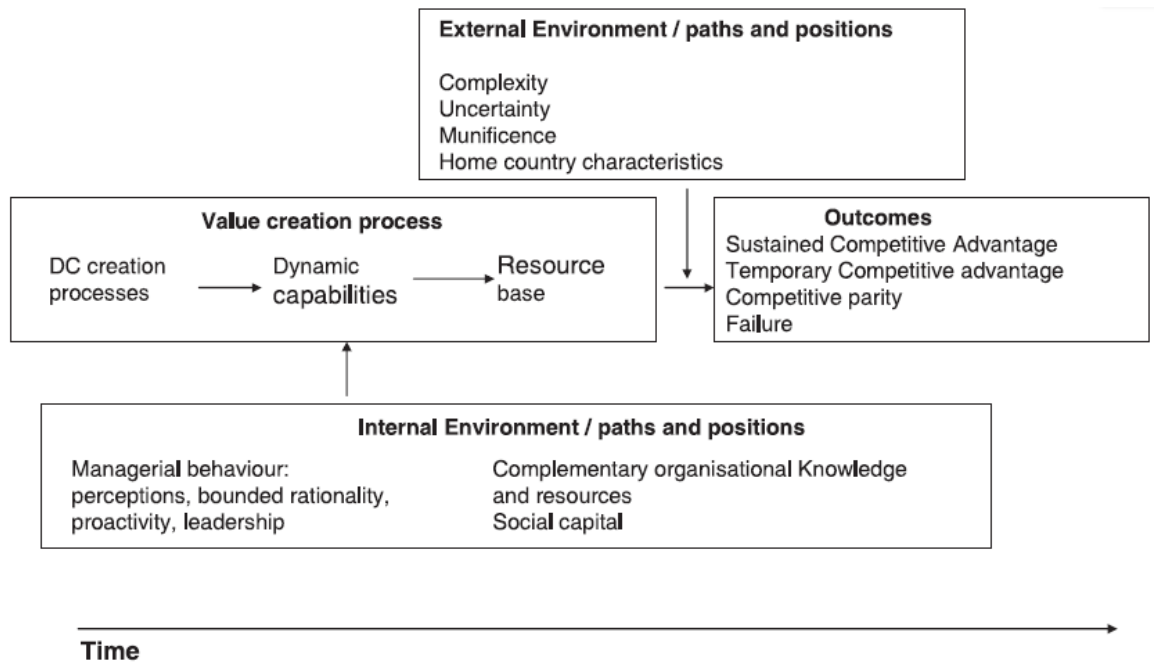 External Environment / paths and positions
Complexity
Uncertainty
Munificence
Home country characteristics
Value creation process
DC creation
processes
Dynamic
capabilities
Resource
base
Outcomes
Sustained Competitive Advantage
Temporary Competitive advantage
Competitive parity
Failure
Internal Environment / paths and positions
Managerial behaviour:
perceptions, bounded rationality,
proactivity, leadership
Complementary organisational Knowledge
and resources
Social capital
Time